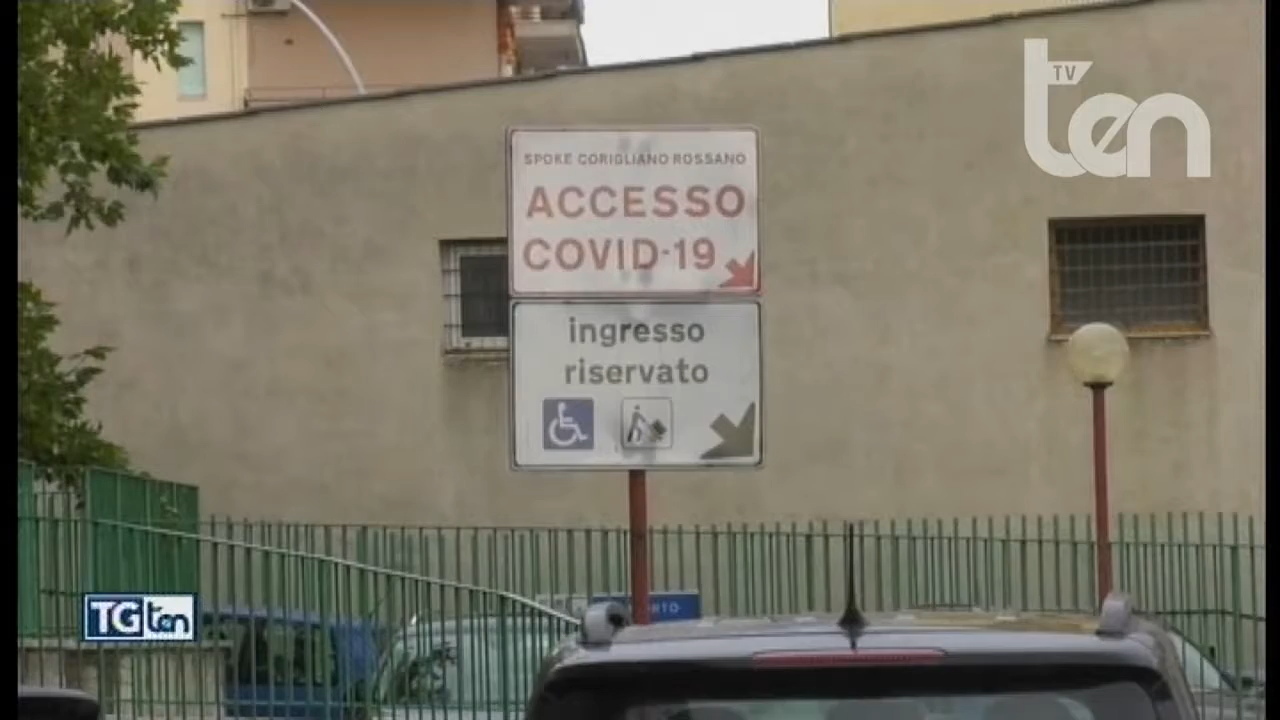 TV
ten
SPOKE CORIGLIANO ROSSANO
ACCESSO
COVID-19
ingresso
riservato
TG ten